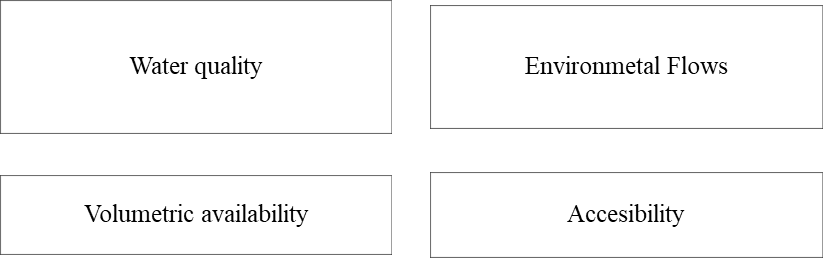 Water quality
Environmetal Flows
Volumetric availability
Accesibility